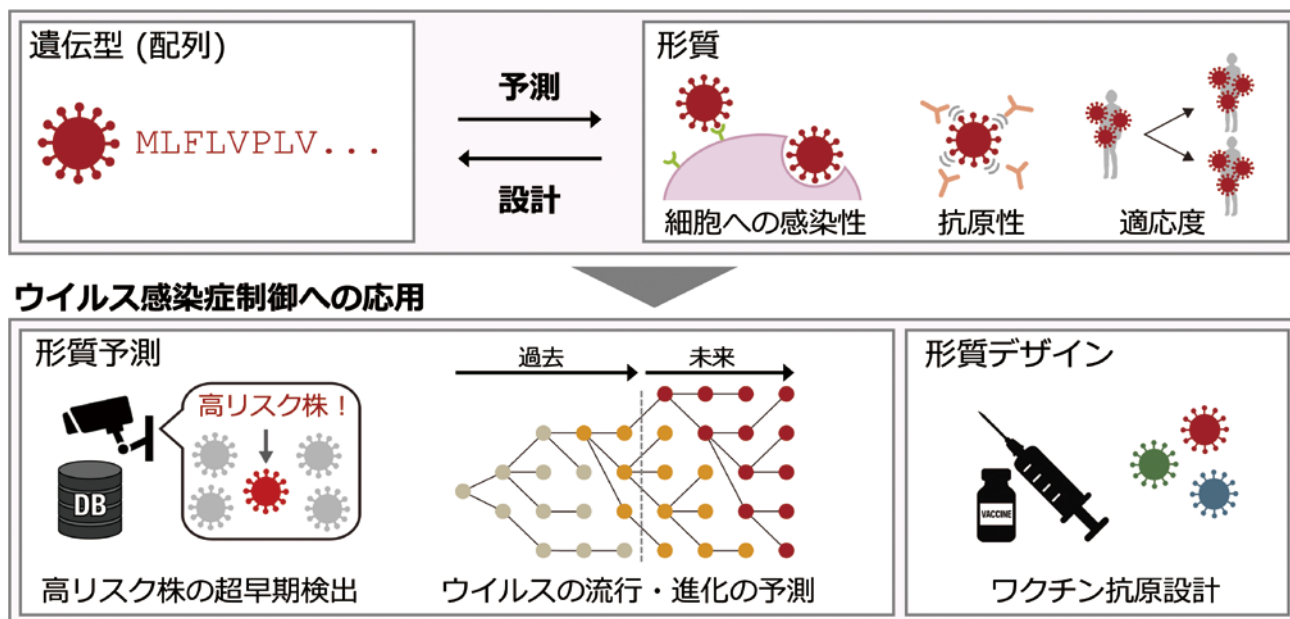 遺伝型 (配列)
MLFLVPLV...
予測
設計
形質
細胞への感染性
抗原性
適応度
ウイルス感染症制御への応用
形質予測
高リスク株！
DB
高リスク株の超早期検出
過去
未来
ウイルスの流行・進化の予測
形質デザイン
VACCINE
ワクチン抗原設計